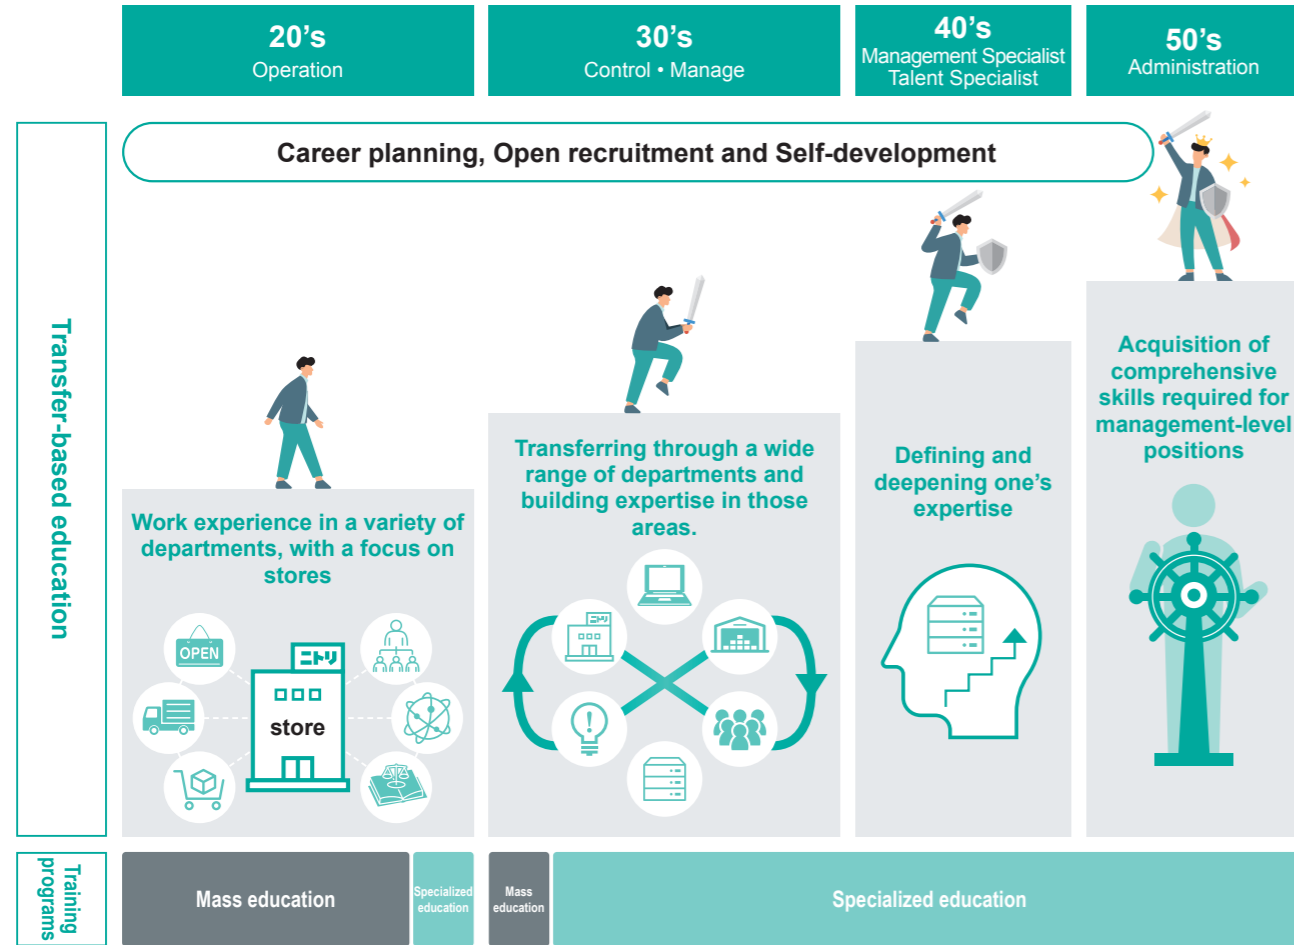 20’s
Operation
30’s
Control • Manage
40’s
Management Specialist
Talent Specialist
50’s
Administration
Transfer-based education
Career planning, Open recruitment and Self-development
Work experience in a variety of
departments, with a focus on
stores
OPEN
ニトリ
store
Transferring through a wide
range of departments and
building expertise in those
areas.
ニトリ
Defining and
deepening one’s
expertise
Acquisition of
comprehensive
skills required for
management-level
positions
Training
programs
Mass education
Specialized
education
Mass
education
Specialized education